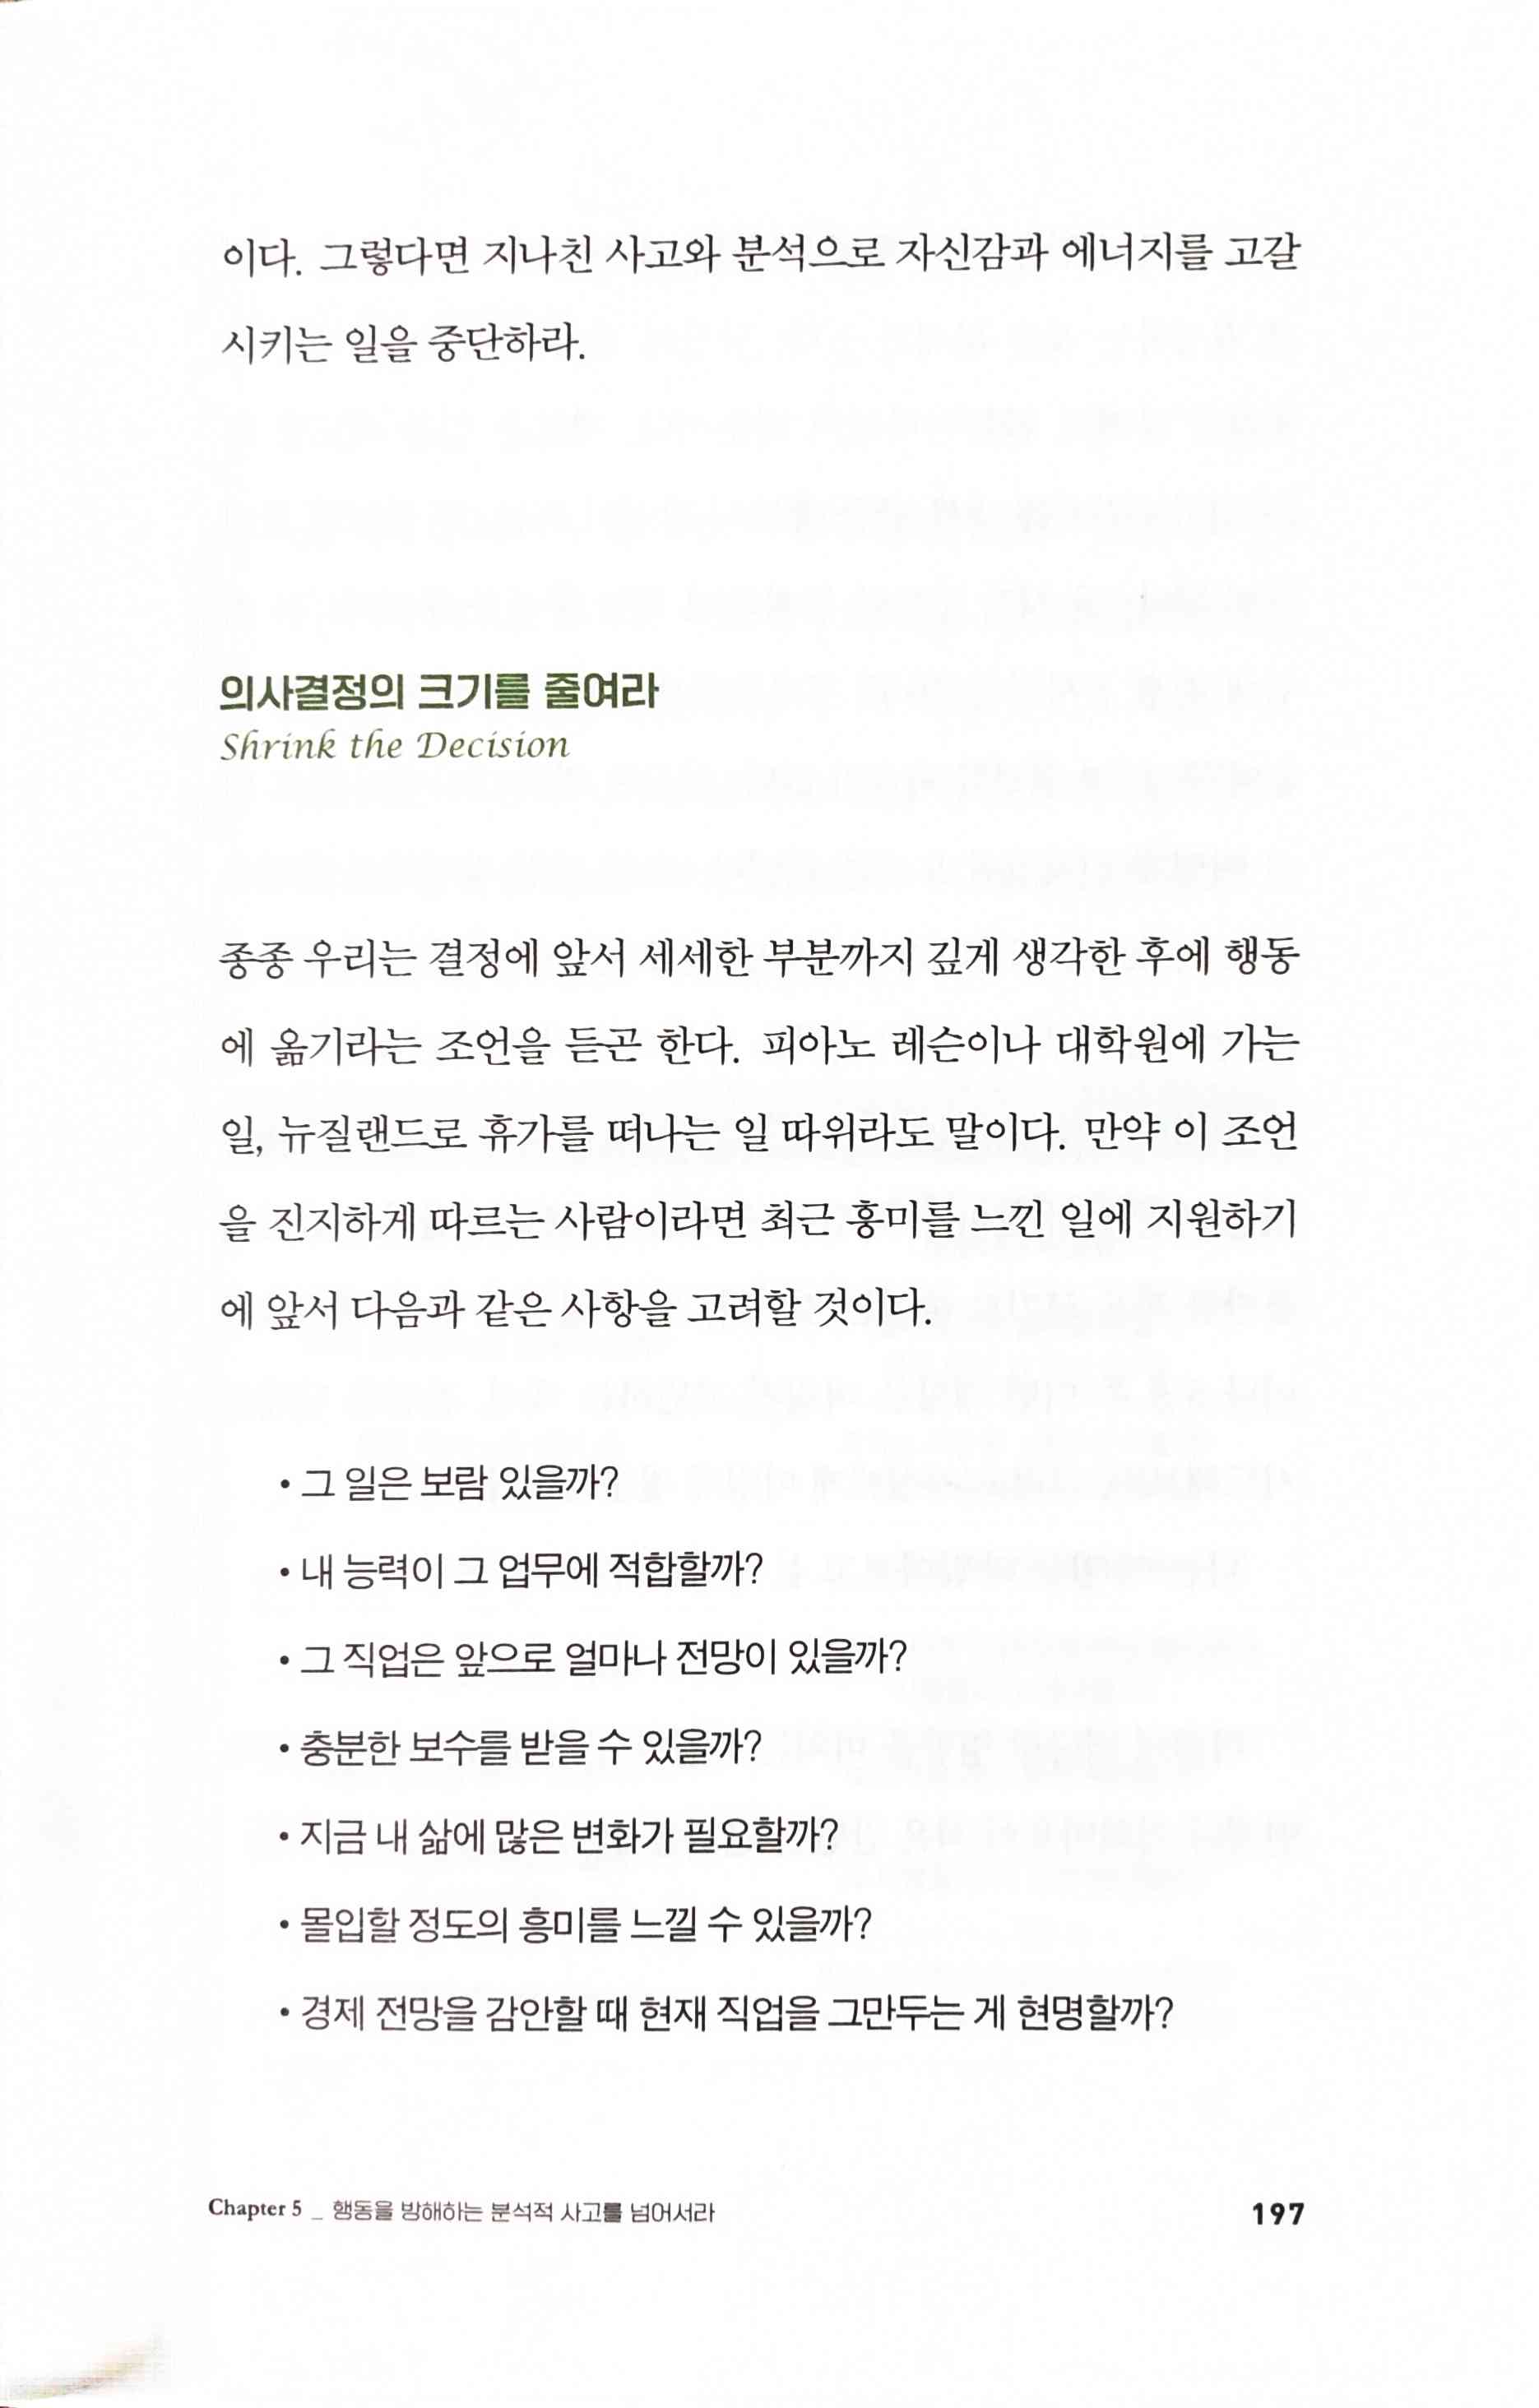 이다. 그렇다면 지나친 사고와 분석으로 자신감과 에너지를 고갈
시키는 일을 중단하라.
의사결정의 크기를 줄여라
Shrink the Decision
종종 우리는 결정에 앞서 세세한 부분까지 깊게 생각한 후에 행동
에 옮기라는 조언을 듣곤 한다. 피아노 레슨이나 대학원에 가는
일, 뉴질랜드로 휴가를 떠나는 일 따위라도 말이다. 만약 이 조언
을 진지하게 따르는 사람이라면 최근 흥미를 느낀 일에 지원하기
에 앞서 다음과 같은 사항을 고려할 것이다.
• 그 일은 보람 있을까?
• 내 능력이 그 업무에 적합할까?
• 그 직업은 앞으로 얼마나 전망이 있을까?
• 충분한 보수를 받을 수 있을까?
• 지금 내 삶에 많은 변화가 필요할까?
• 몰입할 정도의 흥미를 느낄 수 있을까?
• 경제 전망을 감안할 때 현재 직업을 그만두는 게 현명할까?
Chapter 5 _ 행동을 방해하는 분석적 사고를 넘어서라 197